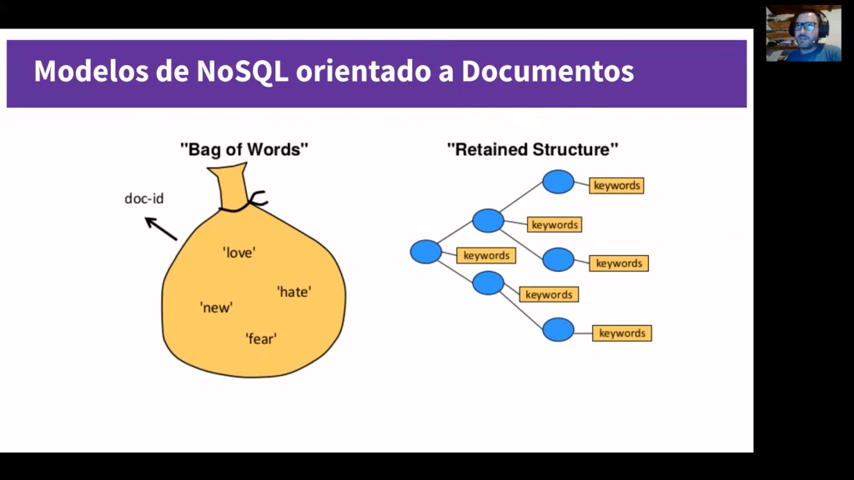 Modelos de NoSQL orientado a Documentos
"Bag of Words"
doc-id
'love'
'hate'
'new'
'fear'
"Retained Structure"
keywords
keywords
keywords
keywords
keywords
keywords